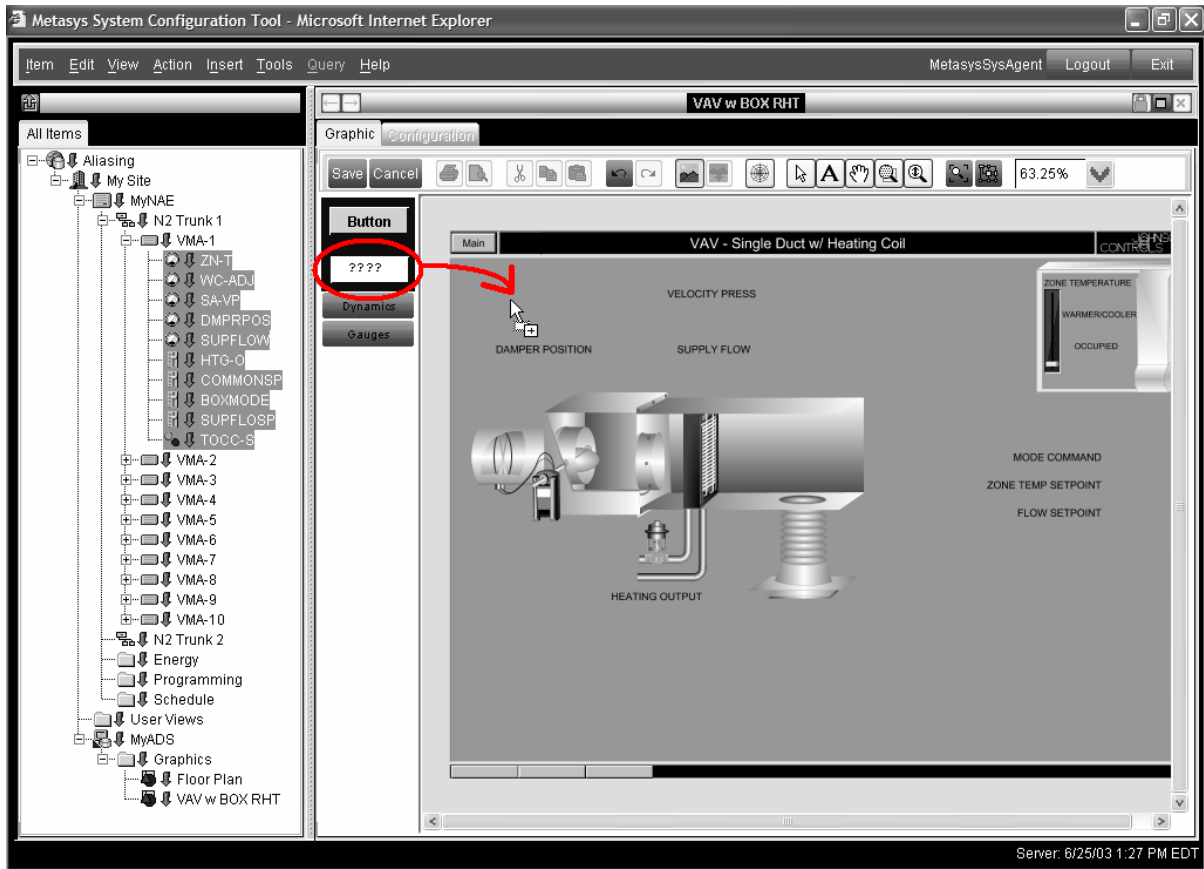 Metasys System Configuration Tool - Microsoft Internet Explorer
Item Edit View Action Insert Tools Query Help
MetasysSysAgent Logout Exit
VAV w BOX RHT
All Items
Graphic Configuration
Save Cancel
63.25%
Aliasing
My Site
MyNAE
N2 Trunk 1
VMA-1
ZN-T
WC-ADJ
SA-VP
DMPRPOS
SUPFLOW
HTG-O
COMMONSP
BOXMODE
SUPFLOSP
TOCC-S
VMA-2
VMA-3
VMA-4
VMA-5
VMA-6
VMA-7
VMA-8
VMA-9
VMA-10
N2 Trunk 2
Energy
Programming
Schedule
User Views
MyADS
Graphics
Floor Plan
VAV w BOX RHT
Button
????
Dynamics
Gauges
Main
VAV - Single Duct w/ Heating Coil
CONTROLS
VELOCITY PRESS
DAMPER POSITION
SUPPLY FLOW
ZONE TEMPERATURE
WARMER/COOLER
OCCUPIED
MODE COMMAND
ZONE TEMP SETPOINT
FLOW SETPOINT
HEATING OUTPUT
Server: 6/25/03 1:27 PM EDT